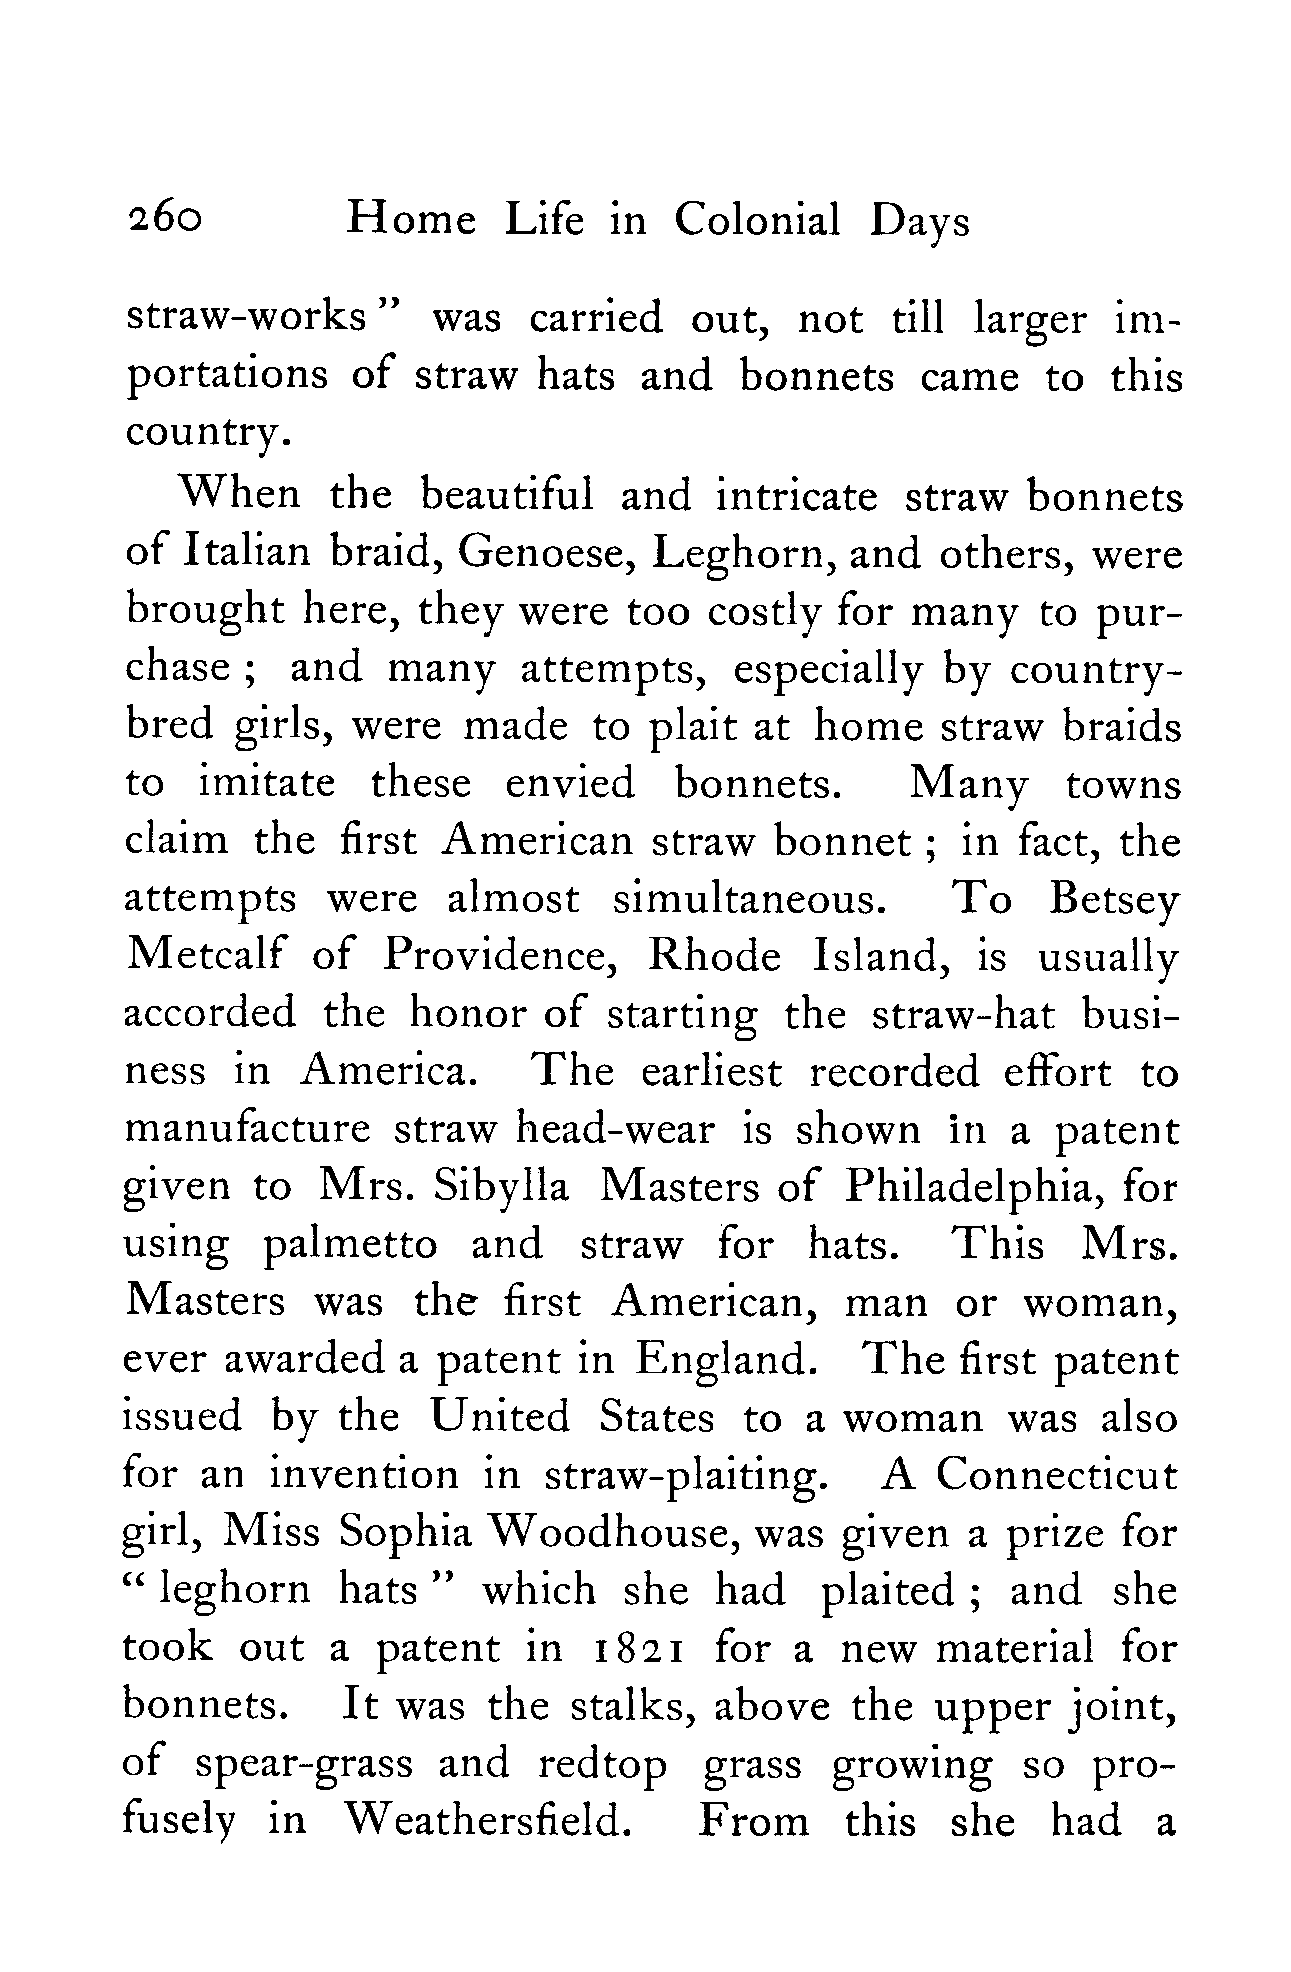 260 Home Life in Colonial Days
straw-works ” was carried out, not till larger im-
portations of straw hats and bonnets came to this
country.
When the beautiful and intricate straw bonnets
of Italian braid, Genoese, Leghorn, and others, were
brought here, they were too costly for many to pur-
chase ; and many attempts, especially by country-
bred girls, were made to plait at home straw braids
to imitate these envied bonnets. Many towns
claim the first American straw bonnet ; in fact, the
attempts were almost simultaneous. To Betsey
Metcalf of Providence, Rhode Island, is usually
accorded the honor of starting the straw-hat busi-
ness in America. The earliest recorded effort to
manufacture straw head-wear is shown in a patent
given to Mrs. Sibylla Masters of Philadelphia, for
using palmetto and straw for hats. This Mrs.
Masters was the first American, man or woman,
ever awarded a patent in England. The first patent
issued by the United States to a woman was also
for an invention in straw-plaiting. A Connecticut
girl, Miss Sophia Woodhouse, was given a prize for
“ leghorn hats ” which she had plaited ; and she
took out a patent in 1821 for a new material for
bonnets. It was the stalks, above the upper joint,
of spear-grass and redtop grass growing so pro-
fusely in Weathersfield. From this she had a